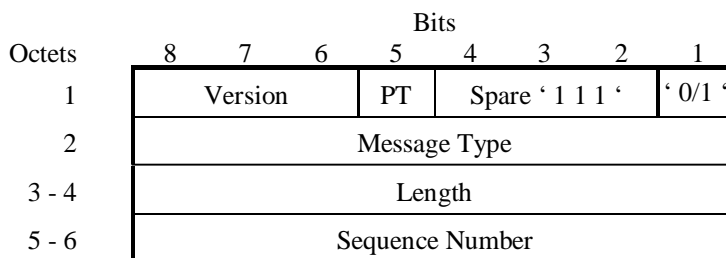 Bits
Octets 8 7 6 5 4 3 2 1
1 Version PT Spare ‘ 1 1 1 ‘ ‘ 0/1 ‘
2 Message Type
3 - 4 Length
5 - 6 Sequence Number